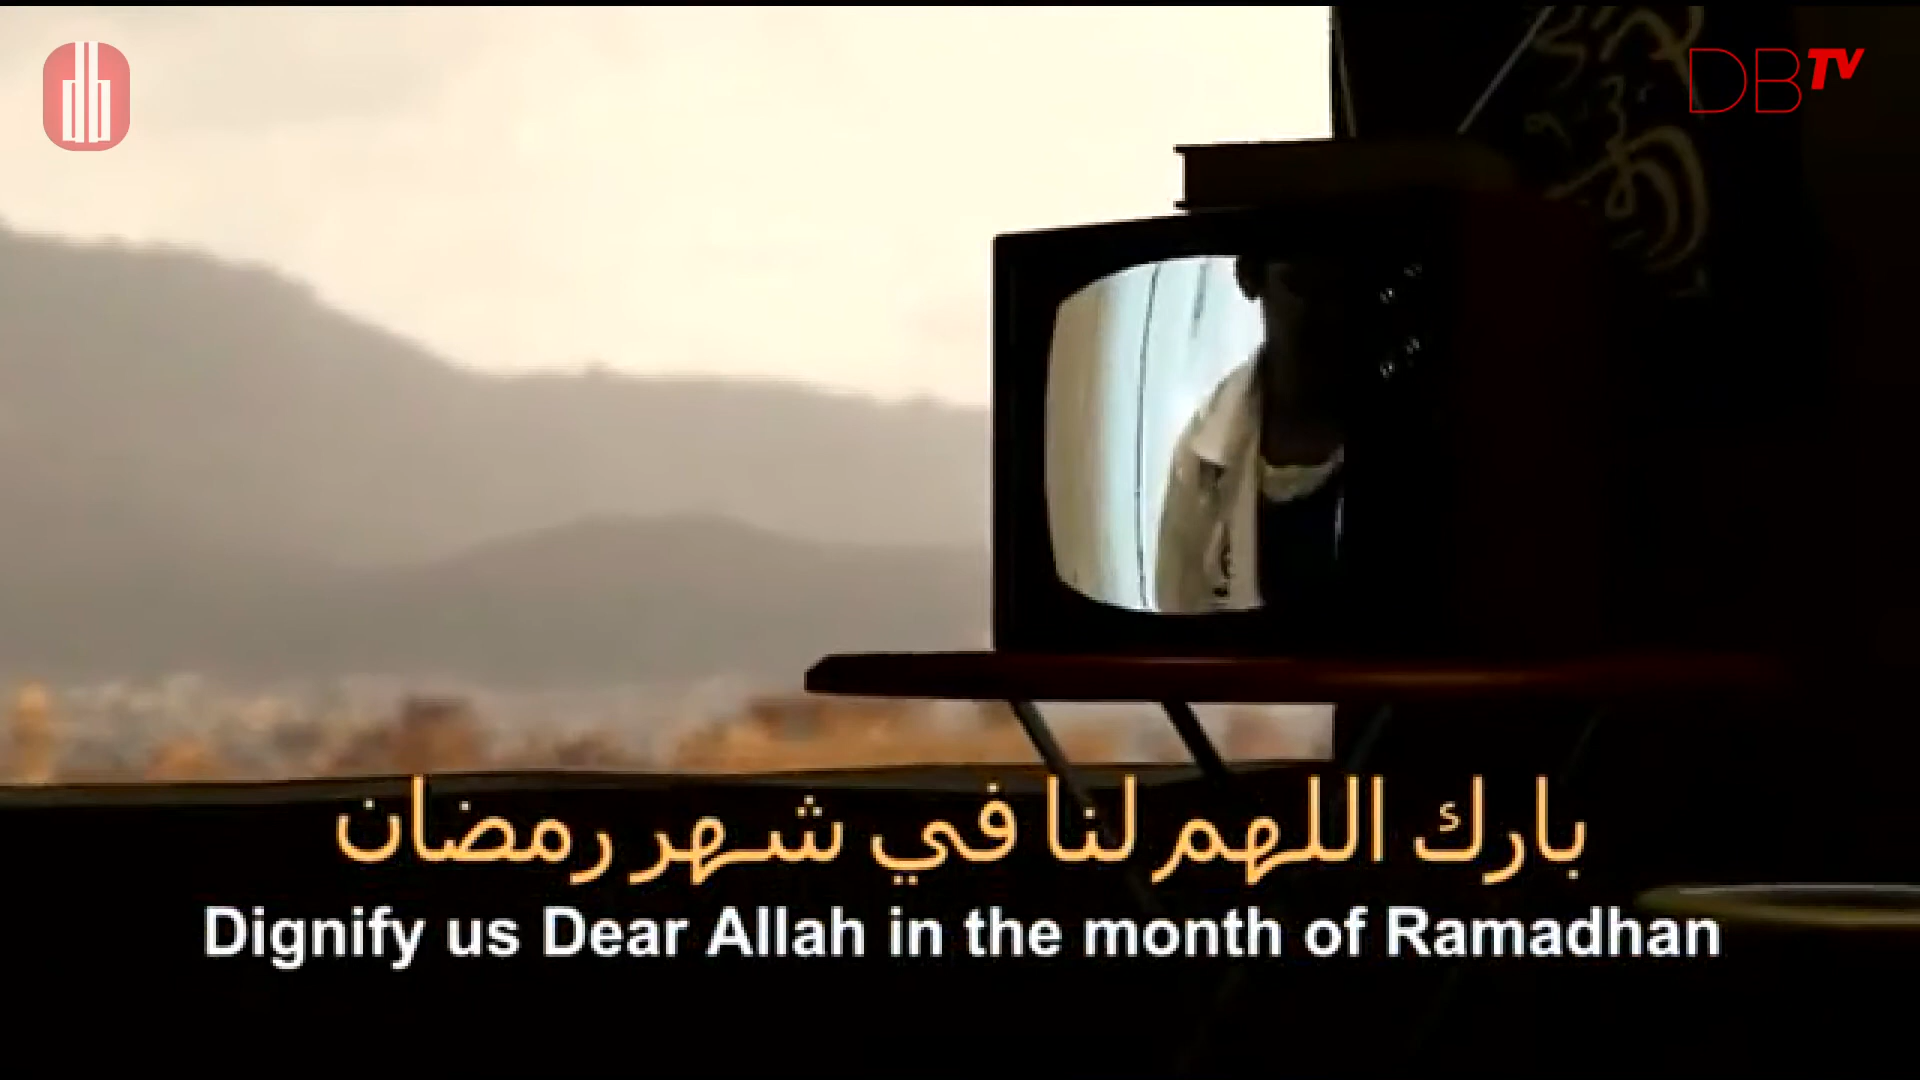 DBTV
بارك اللهم لنا في شهر رمضان
Dignify us Dear Allah in the month of Ramadhan